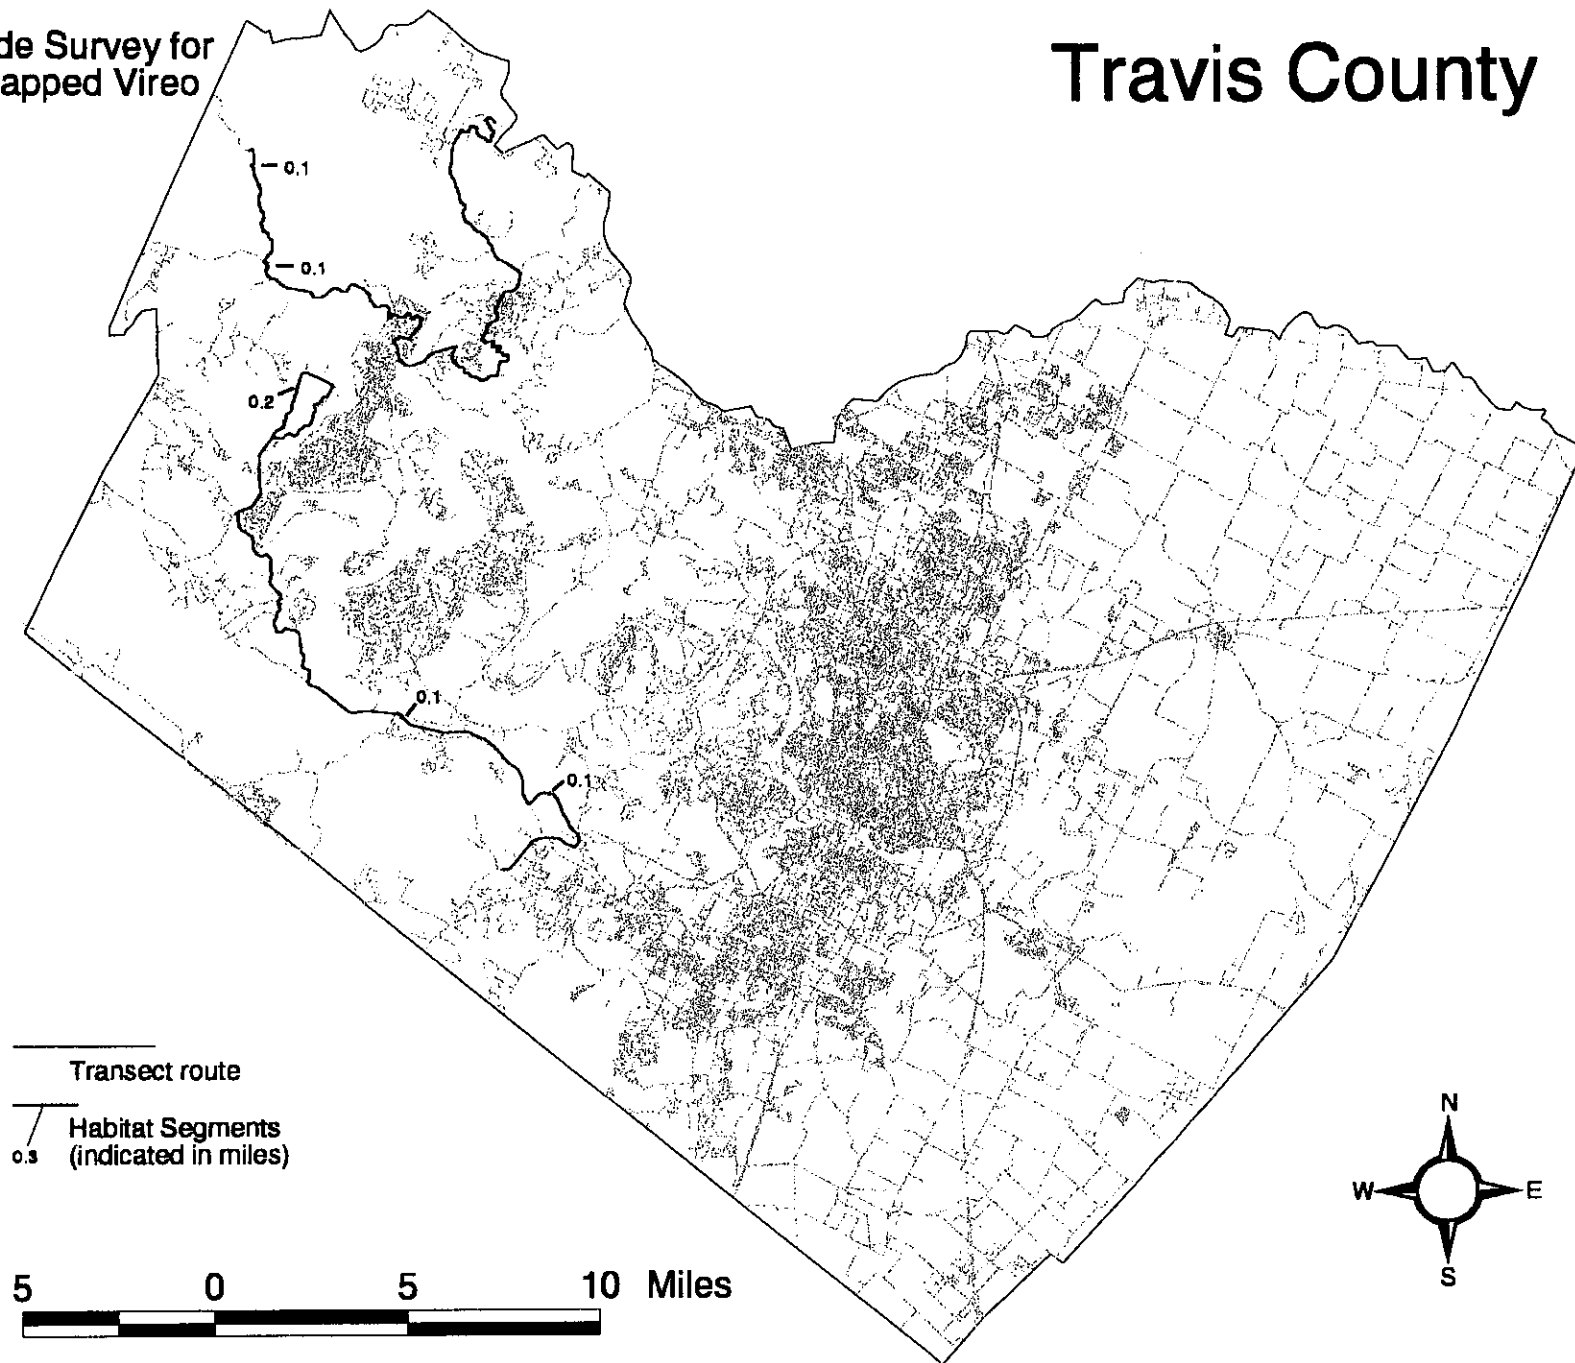 de Survey for
apped Vireo
Travis County
0.1
0.1
0.2
0.1
0.1
Transect route
Habitat Segments
0.3 (indicated in miles)
N
W E
S
5 0 5 10 Miles